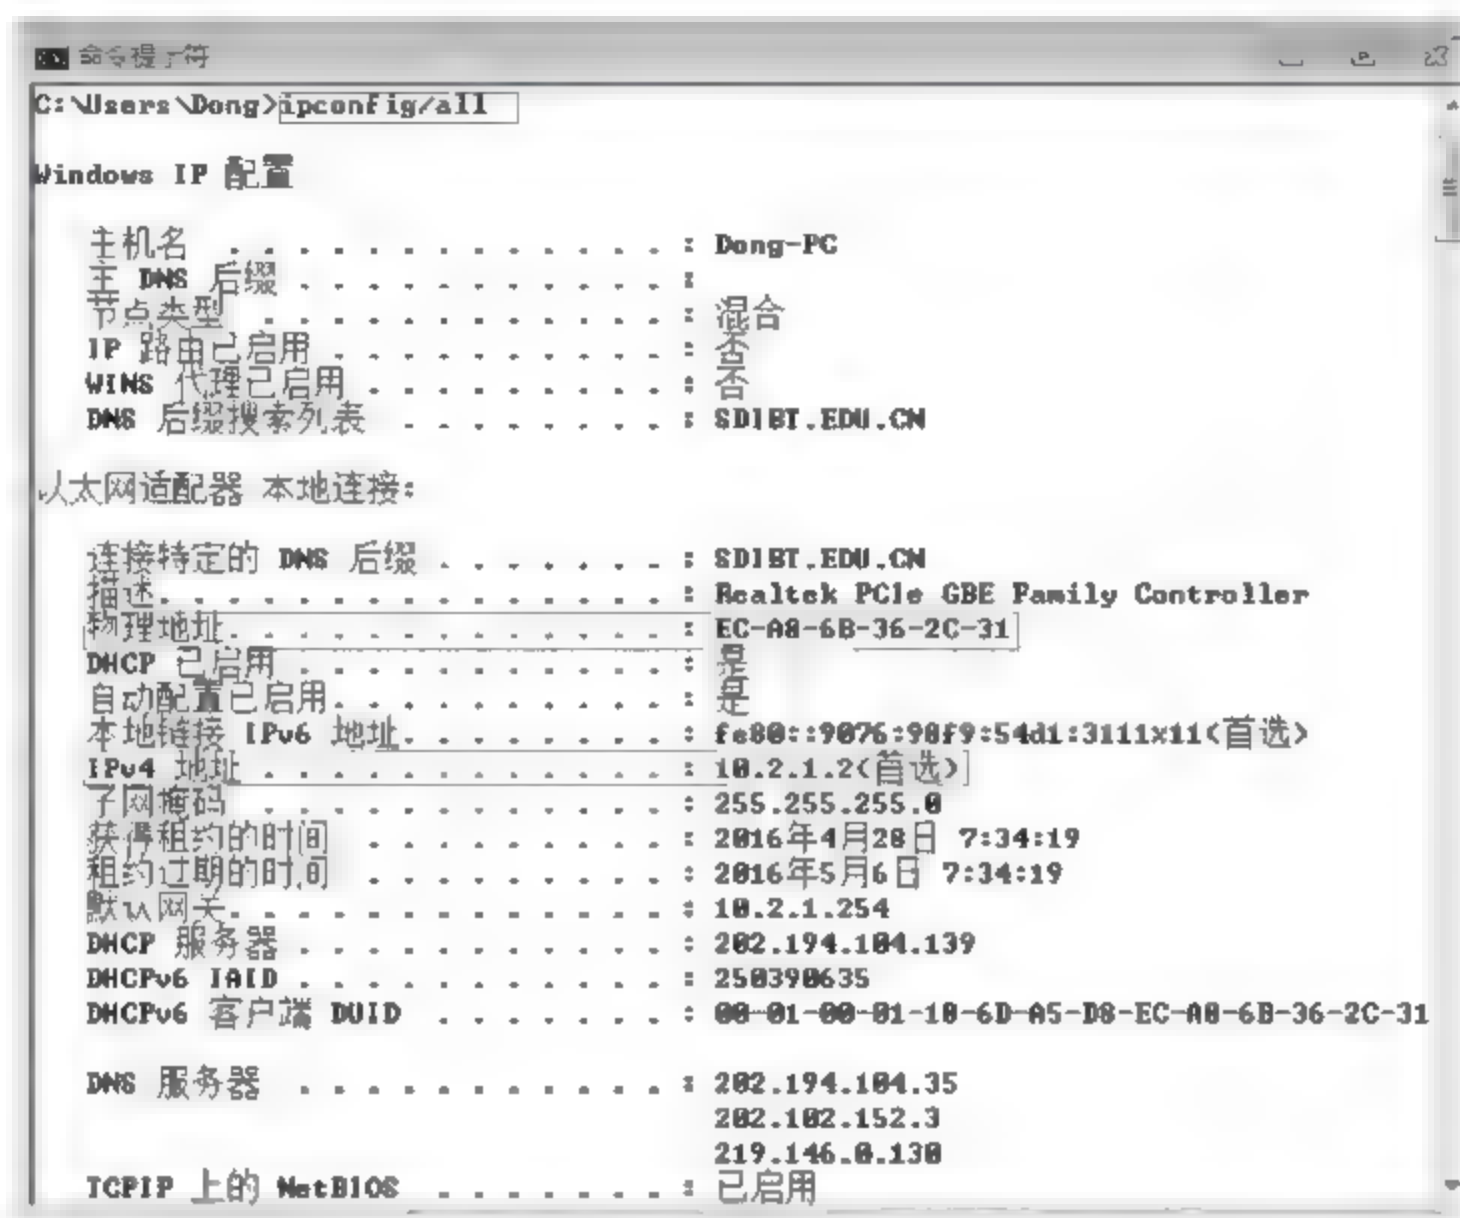 命令提示符
C:\Users\Dong>ipconfig/all
Windows IP 配置
主机名 . . . . . . . . . . . . . : Dong-PC
主 DNS 后缀 . . . . . . . . . . . :
节点类型 . . . . . . . . . . . . : 混合
IP 路由已启用 . . . . . . . . . . : 否
WINS 代理已启用 . . . . . . . . . : 否
DNS 后缀搜索列表 . . . . . . . . : SDIBT.EDU.CN
以太网适配器 本地连接:
连接特定的 DNS 后缀 . . . . . . . : SDIBT.EDU.CN
描述. . . . . . . . . . . . . . . : Realtek PCIe GBE Family Controller
物理地址. . . . . . . . . . . . . : EC-A8-6B-36-2C-31
DHCP 已启用 . . . . . . . . . . . : 是
自动配置已启用. . . . . . . . . . : 是
本地链接 IPv6 地址. . . . . . . . : fe80::9076:98f9:54d1:3111%11(首选)
IPv4 地址 . . . . . . . . . . . . : 10.2.1.2(首选)
子网掩码 . . . . . . . . . . . . : 255.255.255.0
获得租约的时间 . . . . . . . . . : 2016年4月28日 7:34:19
租约过期的时间 . . . . . . . . . : 2016年5月6日 7:34:19
默认网关. . . . . . . . . . . . . : 10.2.1.254
DHCP 服务器 . . . . . . . . . . . : 202.194.104.139
DHCPv6 IAID . . . . . . . . . . . : 250390635
DHCPv6 客户端 DUID . . . . . . . : 00-01-00-01-18-6D-A5-D8-EC-A8-6B-36-2C-31
DNS 服务器 . . . . . . . . . . . : 202.194.104.35
202.102.152.3
219.146.0.130
TCPIP 上的 NetBIOS . . . . . . . : 已启用